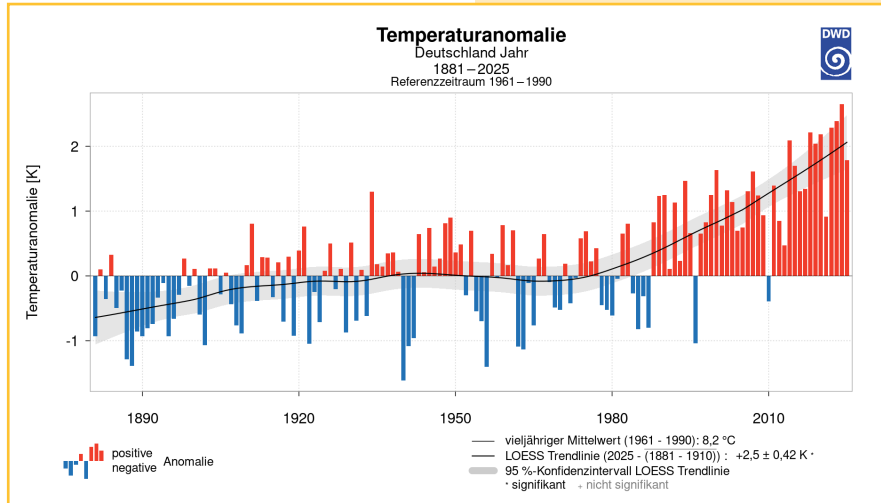 Temperaturanomalie
Deutschland Jahr
1881–2025
Referenzzeitraum 1961–1990
DWD
Temperaturanomalie [K]
2
1
0
-1
1890
1920
1950
1980
2010
positive
negative
Anomalie
vieljähriger Mittelwert (1961 - 1990): 8,2 °C
LOESS Trendlinie (2025 - (1881 - 1910)) : +2,5 ± 0,42 K *
95 %-Konfidenzintervall LOESS Trendlinie
* signifikant + nicht signifikant